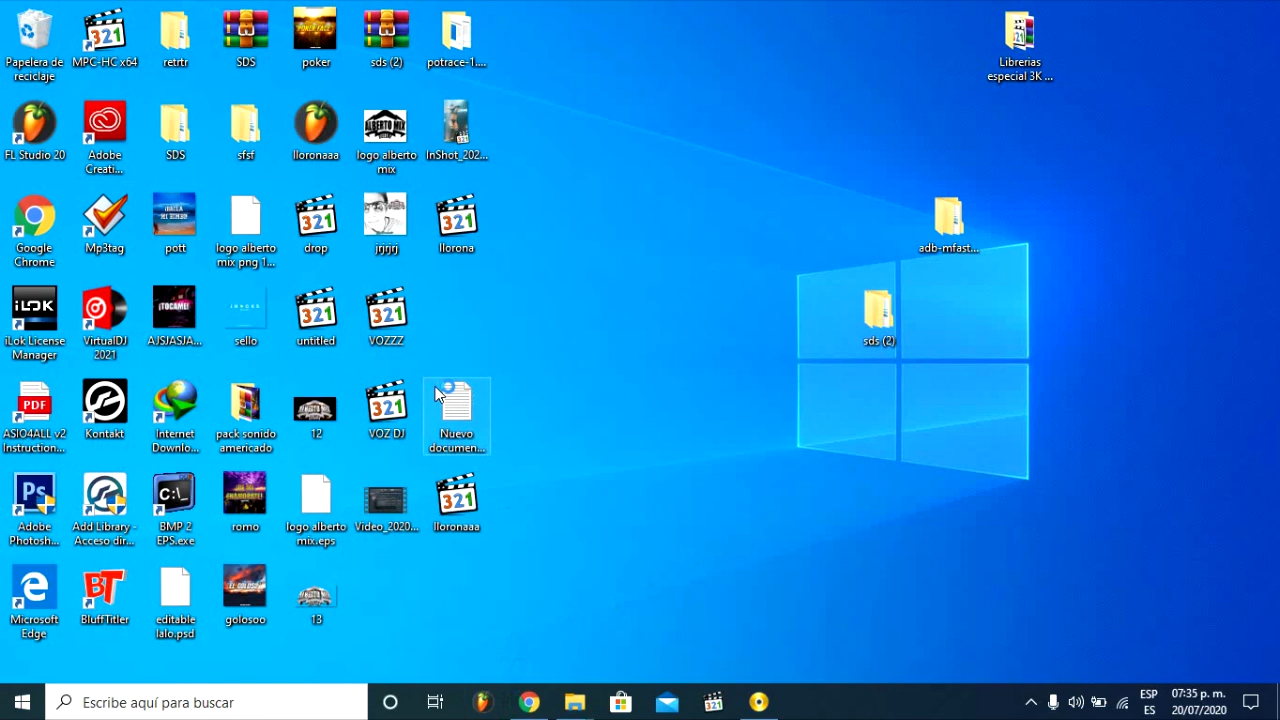 Papelera de
reciclaje
MPC-HC x64
retrtr
SDS
poker
sds (2)
potrace-1....
Librerias
especial 3K ...
FL Studio 20
Adobe
Creati...
SDS
sfsf
lloronaaa
logo alberto
mix
InShot_202...
Google
Chrome
Mp3tag
pott
logo alberto
mix png 1...
drop
jrjrjrj
llorona
adb-mfast...
iLok License
Manager
VirtualDJ
2021
AJSJASJA...
sello
untitled
VOZZZ
sds (2)
ASIO4ALL v2
Instruction...
Kontakt
Internet
Downlo...
pack sonido
americado
12
VOZ DJ
Nuevo
documen...
Adobe
Photosh...
Add Library -
Acceso dir...
BMP 2
EPS.exe
romo
logo alberto
mix.eps
Video_2020...
lloronaaa
Microsoft
Edge
BluffTitler
editable
lalo.psd
golosoo
13
Escribe aquí para buscar
ESP
ES
07:35 p. m.
20/07/2020